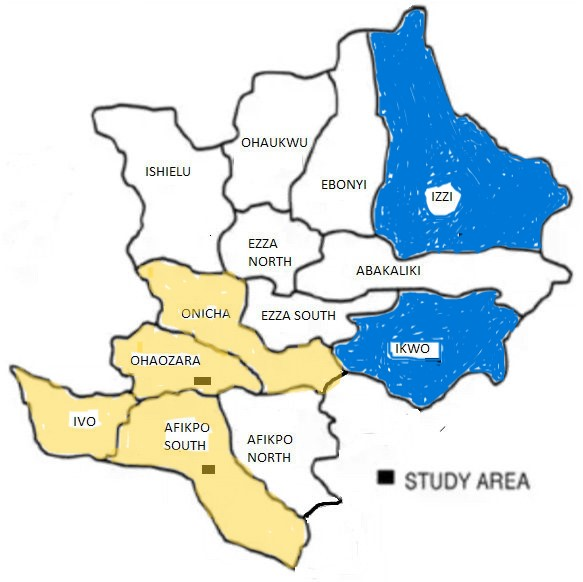 OHAUKWU
ISHIELU
EBONYI
IZZI
EZZA
NORTH
ABAKALIKI
ONICHA
EZZA SOUTH
IKWO
OHAOZARA
IVO
AFIKPO
SOUTH
AFIKPO
NORTH
STUDY AREA